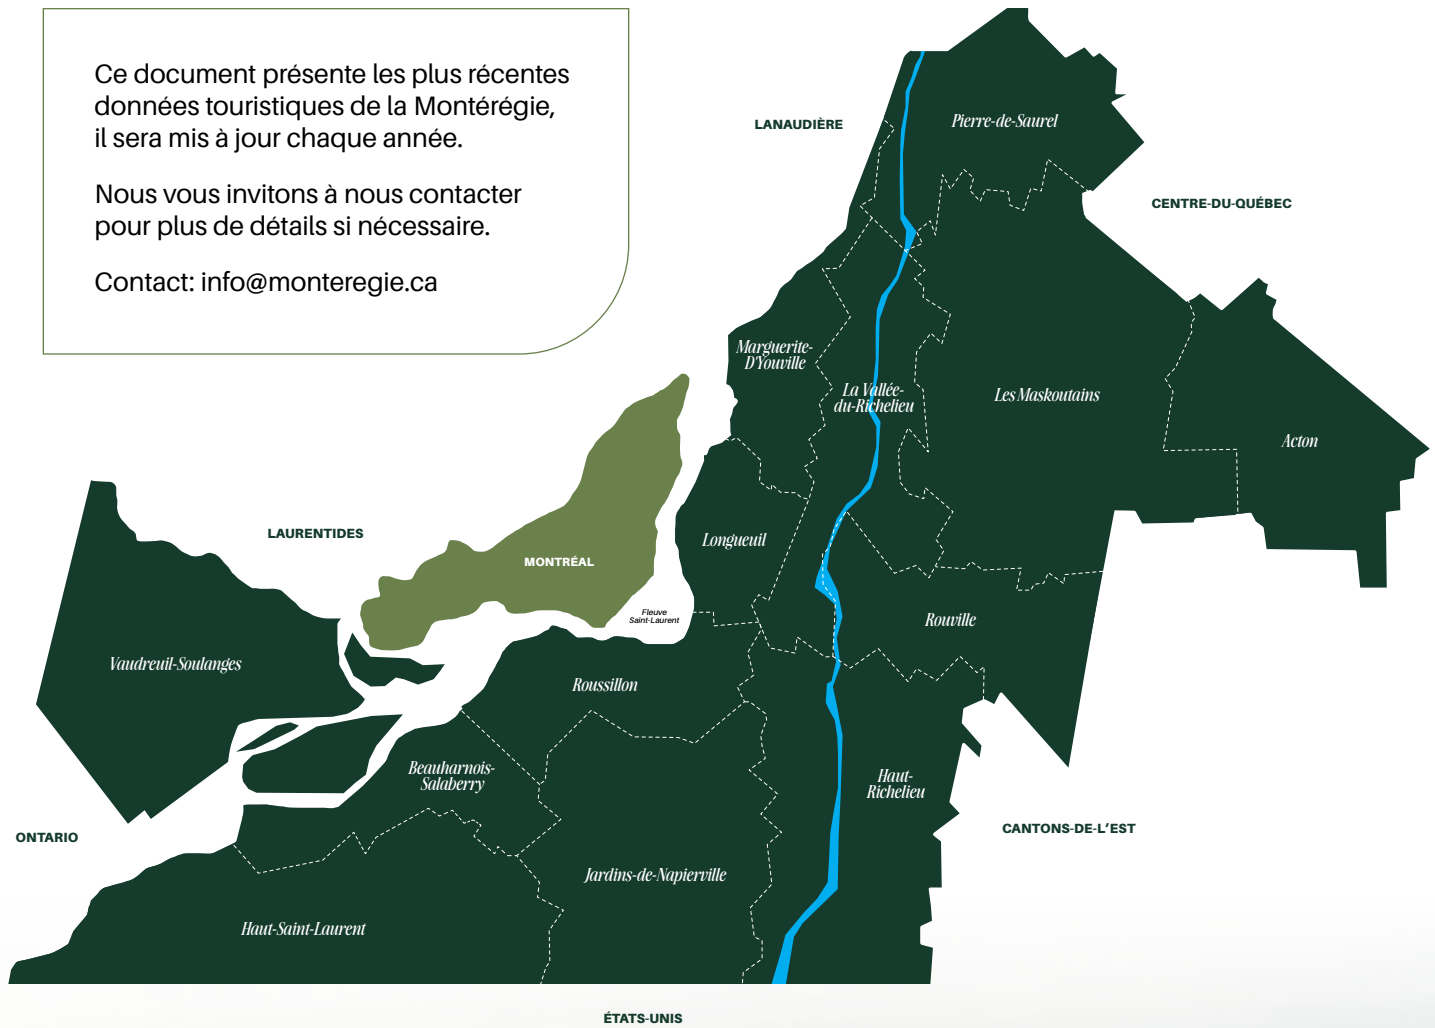 Ce document présente les plus récentes
données touristiques de la Montérégie,
il sera mis à jour chaque année.
Nous vous invitons à nous contacter
pour plus de détails si nécessaire.
Contact: info@monteregie.ca
LANAUDIÈRE
Pierre-de-Saurel
CENTRE-DU-QUÉBEC
Marguerite-
D'Youville
La Vallée-
du-Richelieu
Les Maskoutains
Acton
LAURENTIDES
MONTRÉAL
Longueuil
Fleuve
Saint-Laurent
Rouville
Vaudreuil-Soulanges
Roussillon
Beauharnois-
Salaberry
Haut-
Richelieu
ONTARIO
CANTONS-DE-L'EST
Jardins-de-Napierville
Haut-Saint-Laurent
ÉTATS-UNIS